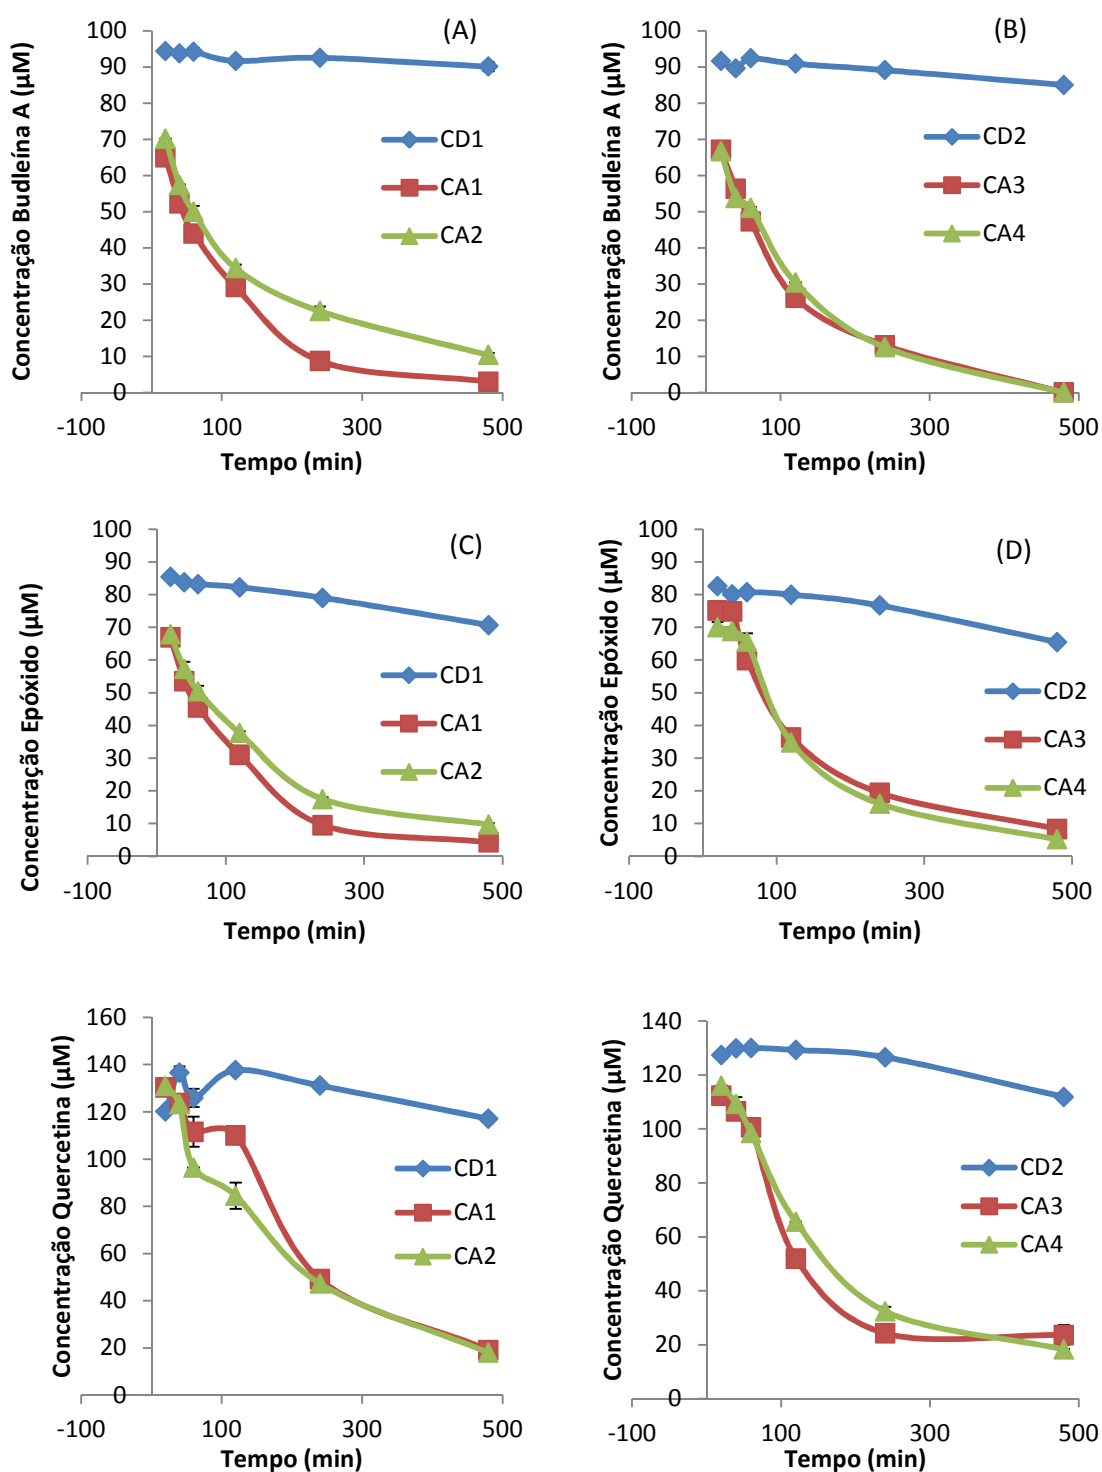 (A)
Concentração Budleína A (µM)
100
90
80
70
60
50
40
30
20
10
0
-100
100
300
500
Tempo (min)
CD1
CA1
CA2
(B)
Concentração Budleína A (µM)
100
90
80
70
60
50
40
30
20
10
0
-100
100
300
500
Tempo (min)
CD2
CA3
CA4
(C)
Concentração Epóxido (µM)
100
90
80
70
60
50
40
30
20
10
0
-100
100
300
500
Tempo (min)
CD1
CA1
CA2
(D)
Concentração Epóxido (µM)
100
90
80
70
60
50
40
30
20
10
0
-100
100
300
500
Tempo (min)
CD2
CA3
CA4
Concentração Quercetina (µM)
160
140
120
100
80
60
40
20
0
-100
100
300
500
Tempo (min)
CD1
CA1
CA2
Concentração Quercetina (µM)
140
120
100
80
60
40
20
0
-100
100
300
500
Tempo (min)
CD2
CA3
CA4